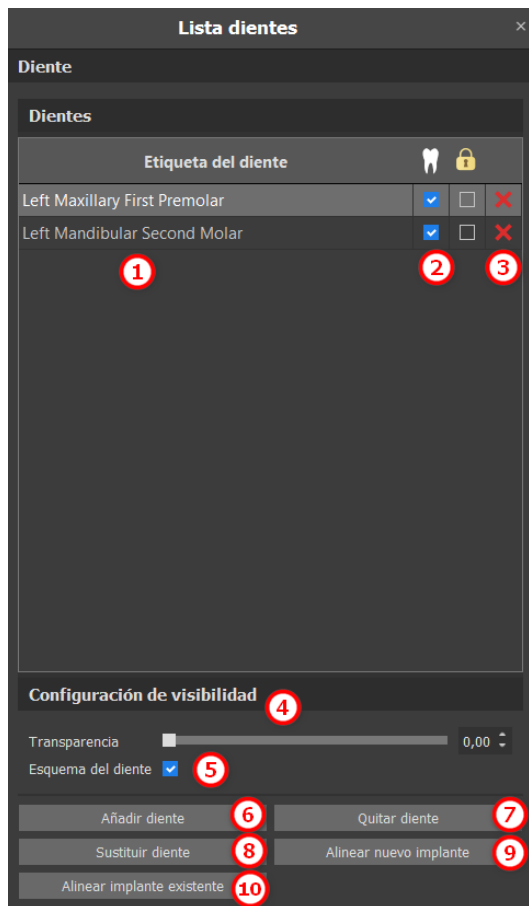 Lista dientes ×
Diente
Dientes
Etiqueta del diente
Left Maxillary First Premolar
Left Mandibular Second Molar
1 2 3
Configuración de visibilidad
4
Transparencia 0,00
Esquema del diente 5
Añadir diente 6 Quitar diente 7
Sustituir diente 8 Alinear nuevo implante 9
Alinear implante existente 10